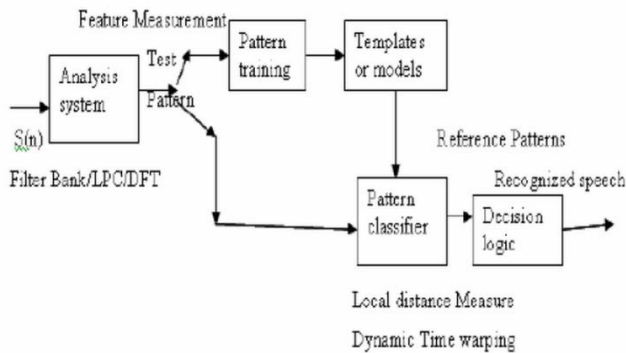 Feature Measurement
Analysis
system
Test
Pattern
Pattern
training
Templates
or models
S(n)
Filter Bank/LPC/DFT
Reference Patterns
Recognized speech
Pattern
classifier
Decision
logic
Local distance Measure
Dynamic Time warping